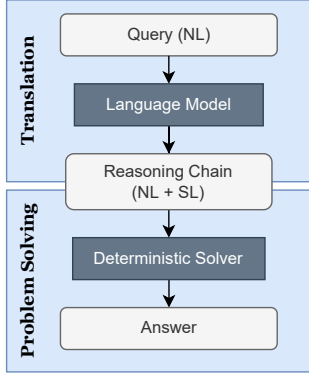 Translation
Query (NL)
Language Model
Reasoning Chain
(NL + SL)
Problem Solving
Deterministic Solver
Answer